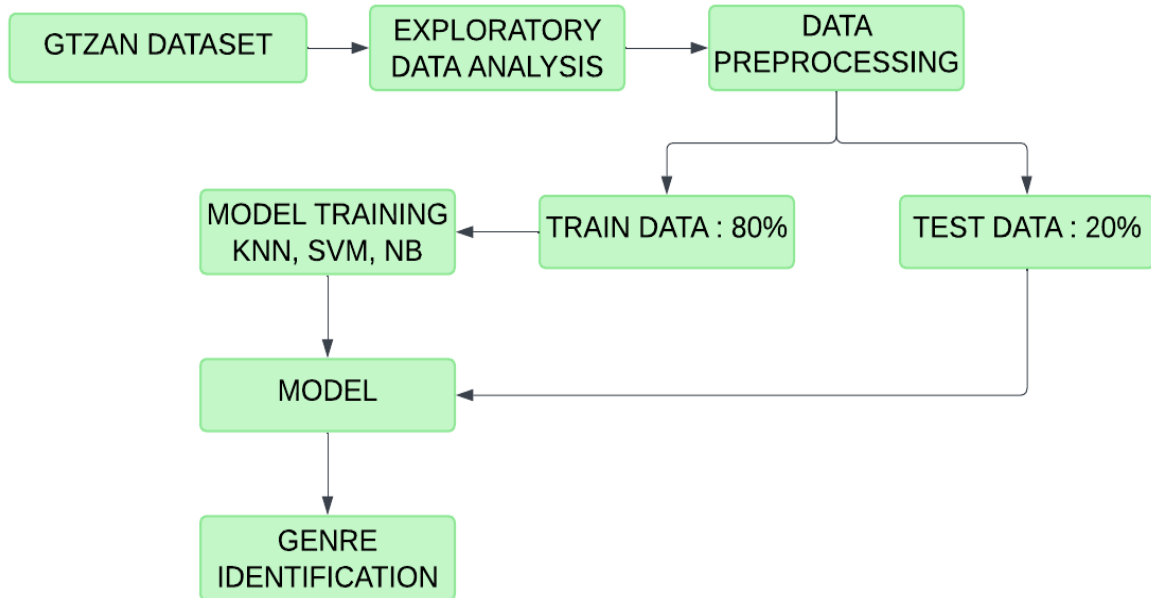 GTZAN DATASET
EXPLORATORY
DATA ANALYSIS
DATA
PREPROCESSING
MODEL TRAINING
KNN, SVM, NB
TRAIN DATA : 80%
TEST DATA : 20%
MODEL
GENRE
IDENTIFICATION